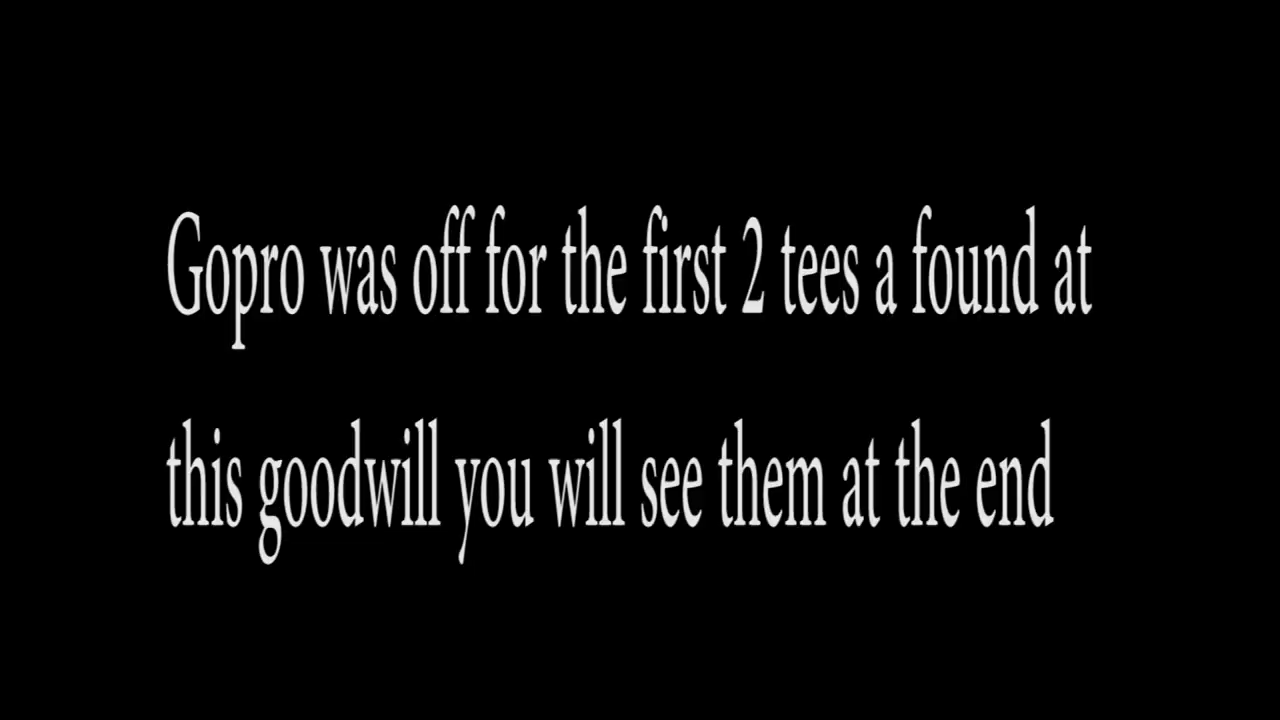 Gopro was off for the first 2 tees a found at
this goodwill you will see them at the end